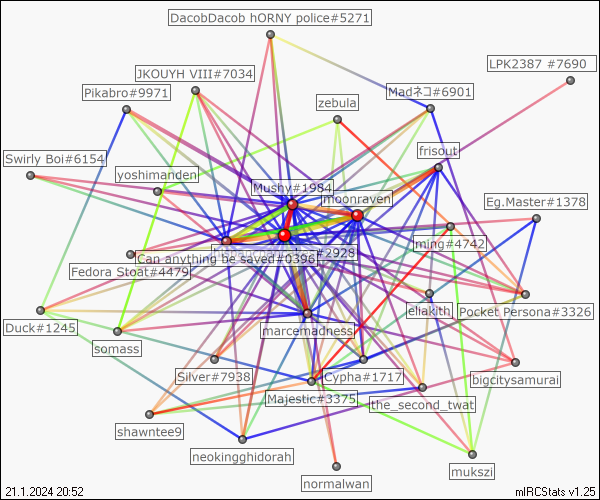 DacobDacob hORNY police#5271
LPK2387 #7690
JKOUYH VIII#7034
Pikabro#9971
Madネコ#6901
zebula
frisout
Swirly Boi#6154
yoshimanden
Mushy#1984
moonraven
Eg.Master#1378
ming#4742
#2928
Can anything be saved#0396
Fedora Stoat#4479
Duck#1245
somass
marcemadness
eliakith
Pocket Persona#3326
Silver#7938
Cypha#1717
bigcitysamurai
Majestic#3375
the_second_twat
shawntee9
neokingghidorah
mukszi
normalwan
21.1.2024 20:52
mIRCStats v1.25